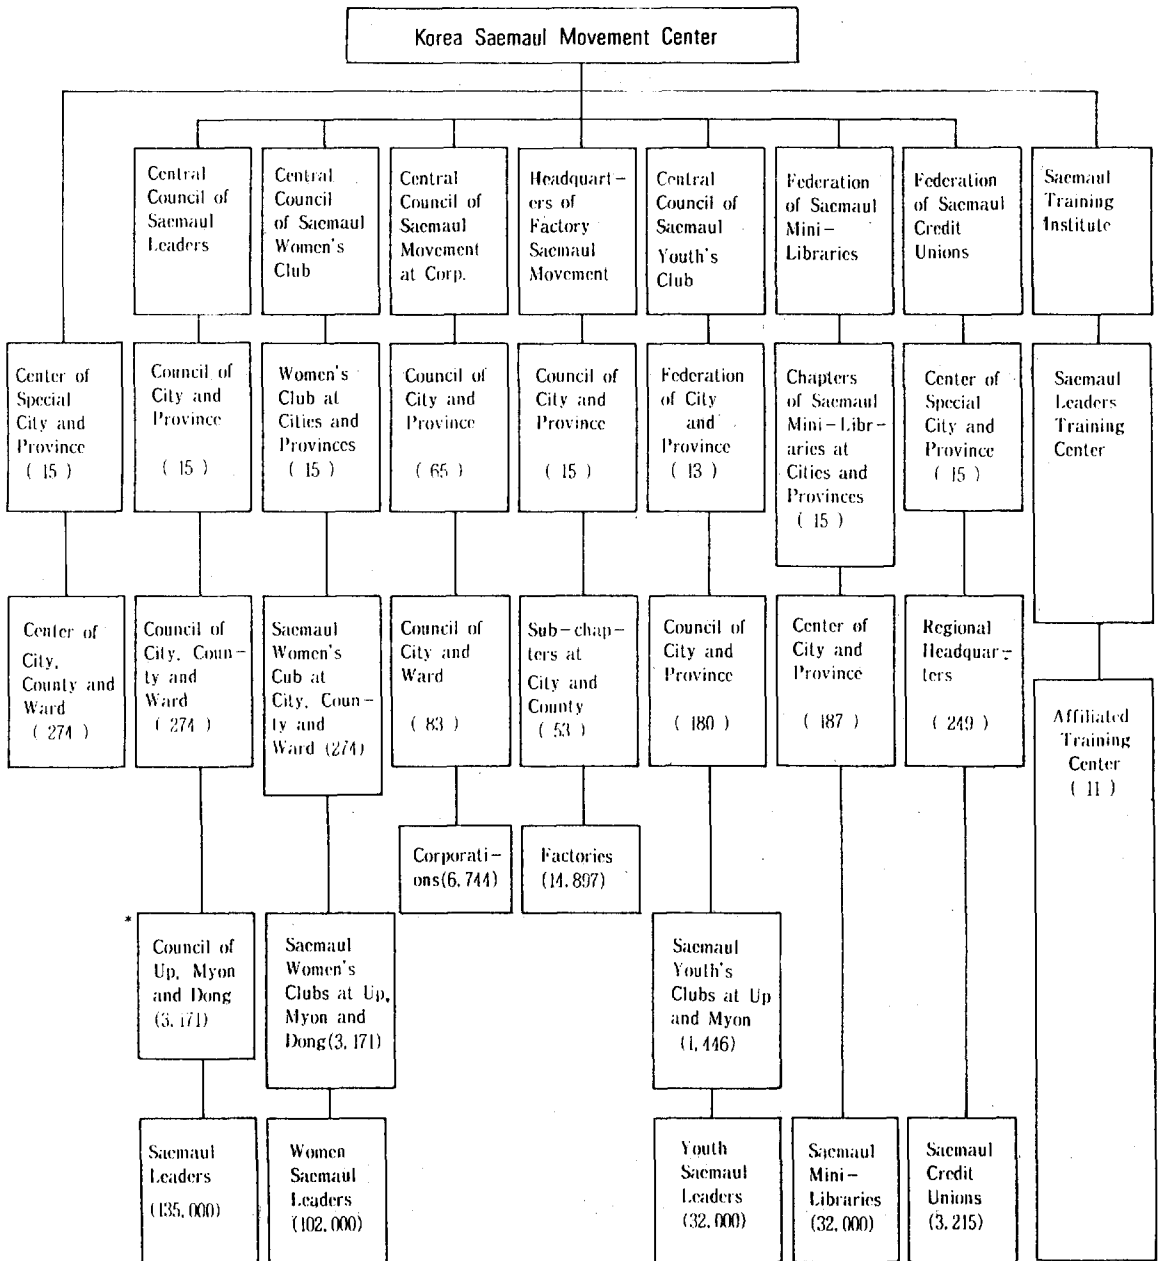 Korea Saemaul Movement Center
Central
Council of
Saemaul
Leaders
Central
Council
of Saemaul
Women's
Club
Central
Council of
Saemaul
Movement
at Corp.
Headquart-
ers of
Factory
Saemaul
Movement
Central
Council of
Saemaul
Youth's
Club
Federation
of Saemaul
Mini-
Libraries
Federation
of Saemaul
Credit
Unions
Saemaul
Training
Institute
Center of
Special
City and
Province
( 15 )
Council of
City and
Province
( 15 )
Women's
Club at
Cities and
Provinces
( 15 )
Council of
City and
Province
( 65 )
Council of
City and
Province
( 15 )
Federation
of City
and
Province
( 13 )
Chapters
of Saemaul
Mini-Libr-
aries at
Cities and
Provinces
( 15 )
Center of
Special
City and
Province
( 15 )
Saemaul
Leaders
Training
Center
Center of
City,
County and
Ward
( 274 )
Council of
City, Coun-
ty and
Ward
( 274 )
Saemaul
Women's
Cub at
City, Coun-
ty and
Ward (274)
Council of
City and
Ward
( 83 )
Sub-chap-
ters at
City and
County
( 53 )
Council of
City and
Province
( 180 )
Center of
City and
Province
( 187 )
Regional
Headquar-
ters
( 249 )
Affiliated
Training
Center
( 11 )
Corporati-
ons(6,744)
Factories
(14,897)
*
Council of
Up, Myon
and Dong
(3,171)
Saemaul
Women's
Clubs at Up,
Myon and
Dong(3,171)
Saemaul
Youth's
Clubs at Up
and Myon
(1,446)
Saemaul
Leaders
(135,000)
Women
Saemaul
Leaders
(102,000)
Youth
Saemaul
Leaders
(32,000)
Saemaul
Mini-
Libraries
(32,000)
Saemaul
Credit
Unions
(3,215)